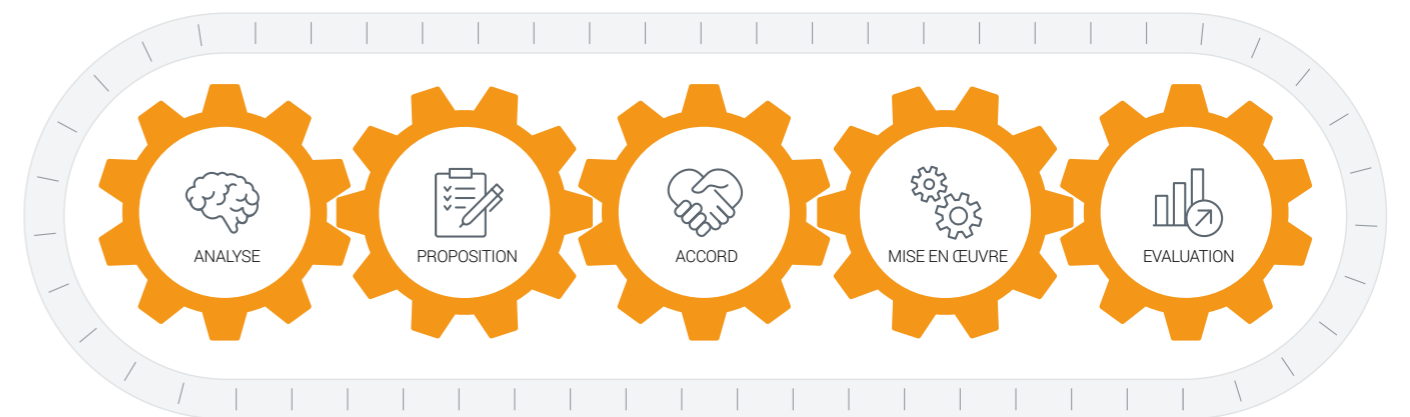 ANALYSE
PROPOSITION
ACCORD
MISE EN ŒUVRE
EVALUATION